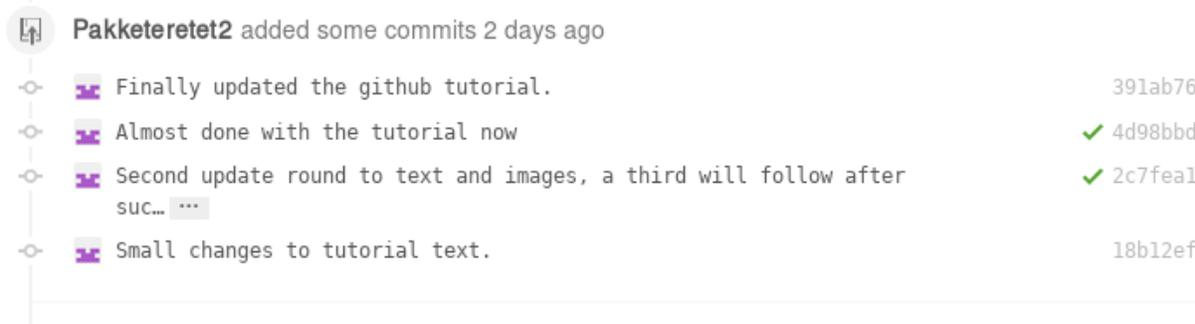 Pakketeretet2 added some commits 2 days ago
Finally updated the github tutorial. 391ab76
Almost done with the tutorial now 4d98bbd
Second update round to text and images, a third will follow after 2c7fea1
suc… ...
Small changes to tutorial text. 18b12ef